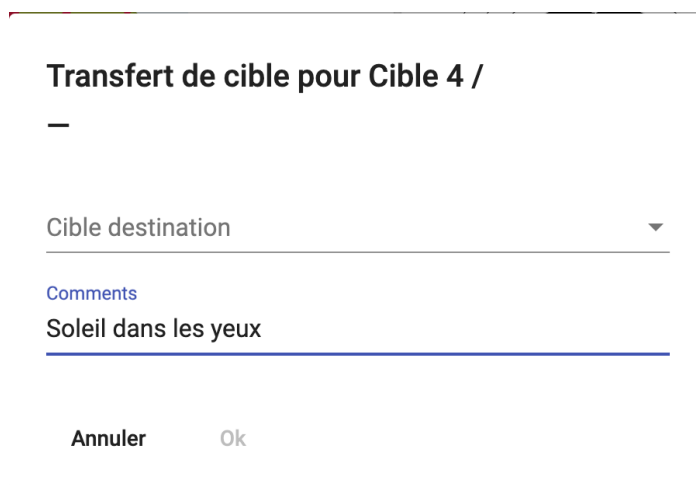 Transfert de cible pour Cible 4 /
—
Cible destination
Comments
Soleil dans les yeux
Annuler
Ok